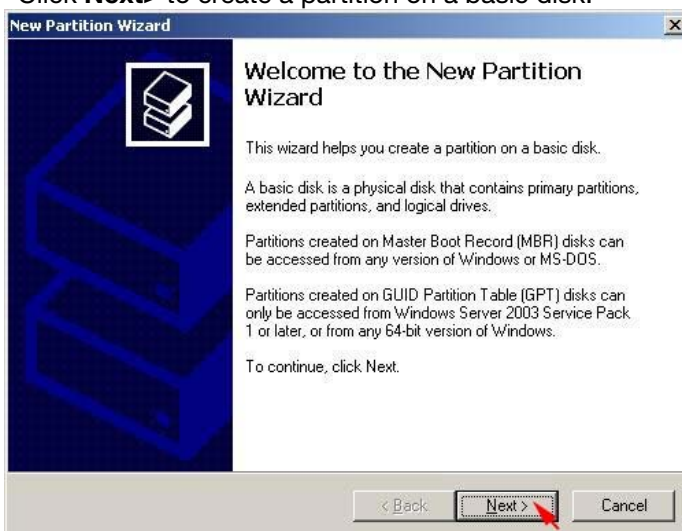 Click Next> to create a partition on a basic disk.
New Partition Wizard
Welcome to the New Partition
Wizard
This wizard helps you create a partition on a basic disk.
A basic disk is a physical disk that contains primary partitions,
extended partitions, and logical drives.
Partitions created on Master Boot Record (MBR) disks can
be accessed from any version of Windows or MS-DOS.
Partitions created on GUID Partition Table (GPT) disks can
only be accessed from Windows Server 2003 Service Pack
1 or later, or from any 64-bit version of Windows.
To continue, click Next.
< Back Next > Cancel